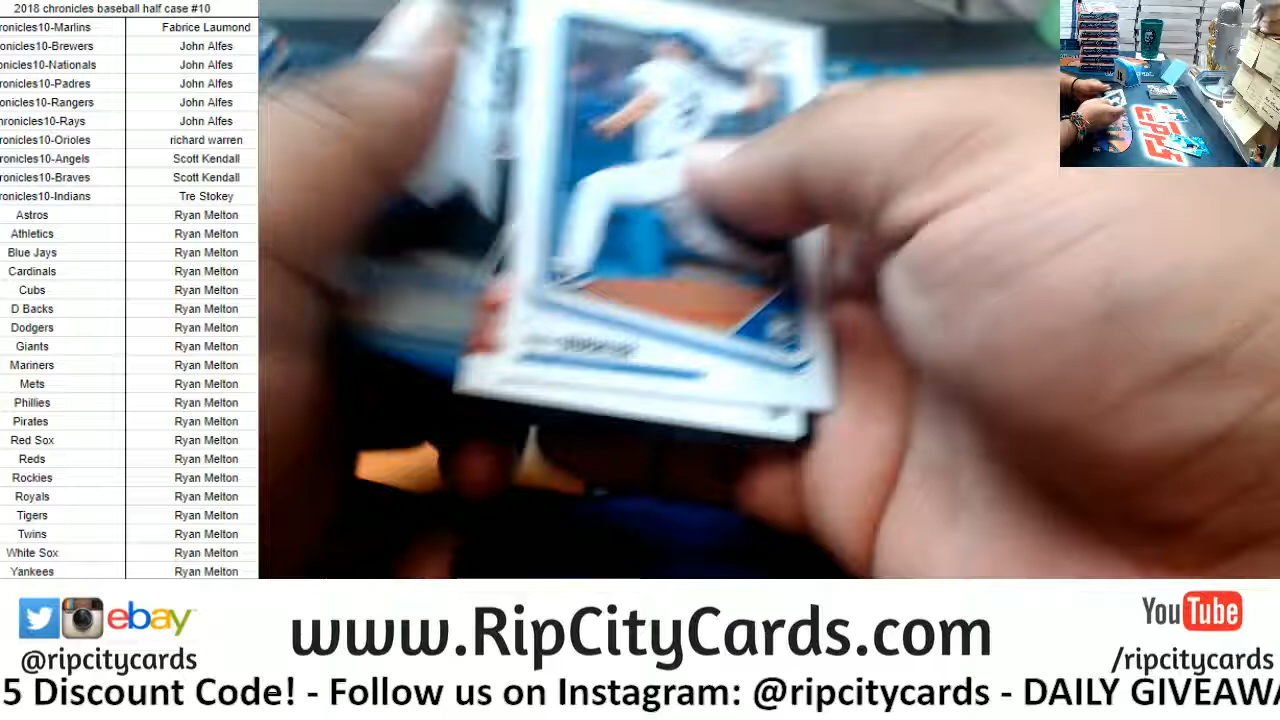 2018 chronicles baseball half case #10
ronicles10-Marlins Fabrice Laumond
onicles10-Brewers John Alfes
onicles10-Nationals John Alfes
onicles10-Padres John Alfes
onicles10-Rangers John Alfes
hronicles10-Rays John Alfes
ronicles10-Orioles richard warren
ronicles10-Angels Scott Kendall
ronicles10-Braves Scott Kendall
ronicles10-Indians Tre Stokey
Astros Ryan Melton
Athletics Ryan Melton
Blue Jays Ryan Melton
Cardinals Ryan Melton
Cubs Ryan Melton
D Backs Ryan Melton
Dodgers Ryan Melton
Giants Ryan Melton
Mariners Ryan Melton
Mets Ryan Melton
Phillies Ryan Melton
Pirates Ryan Melton
Red Sox Ryan Melton
Reds Ryan Melton
Rockies Ryan Melton
Royals Ryan Melton
Tigers Ryan Melton
Twins Ryan Melton
White Sox Ryan Melton
Yankees Ryan Melton
ebay
@ripcitycards
www.RipCityCards.com
YouTube
/ripcitycards
5 Discount Code! - Follow us on Instagram: @ripcitycards - DAILY GIVEAWA